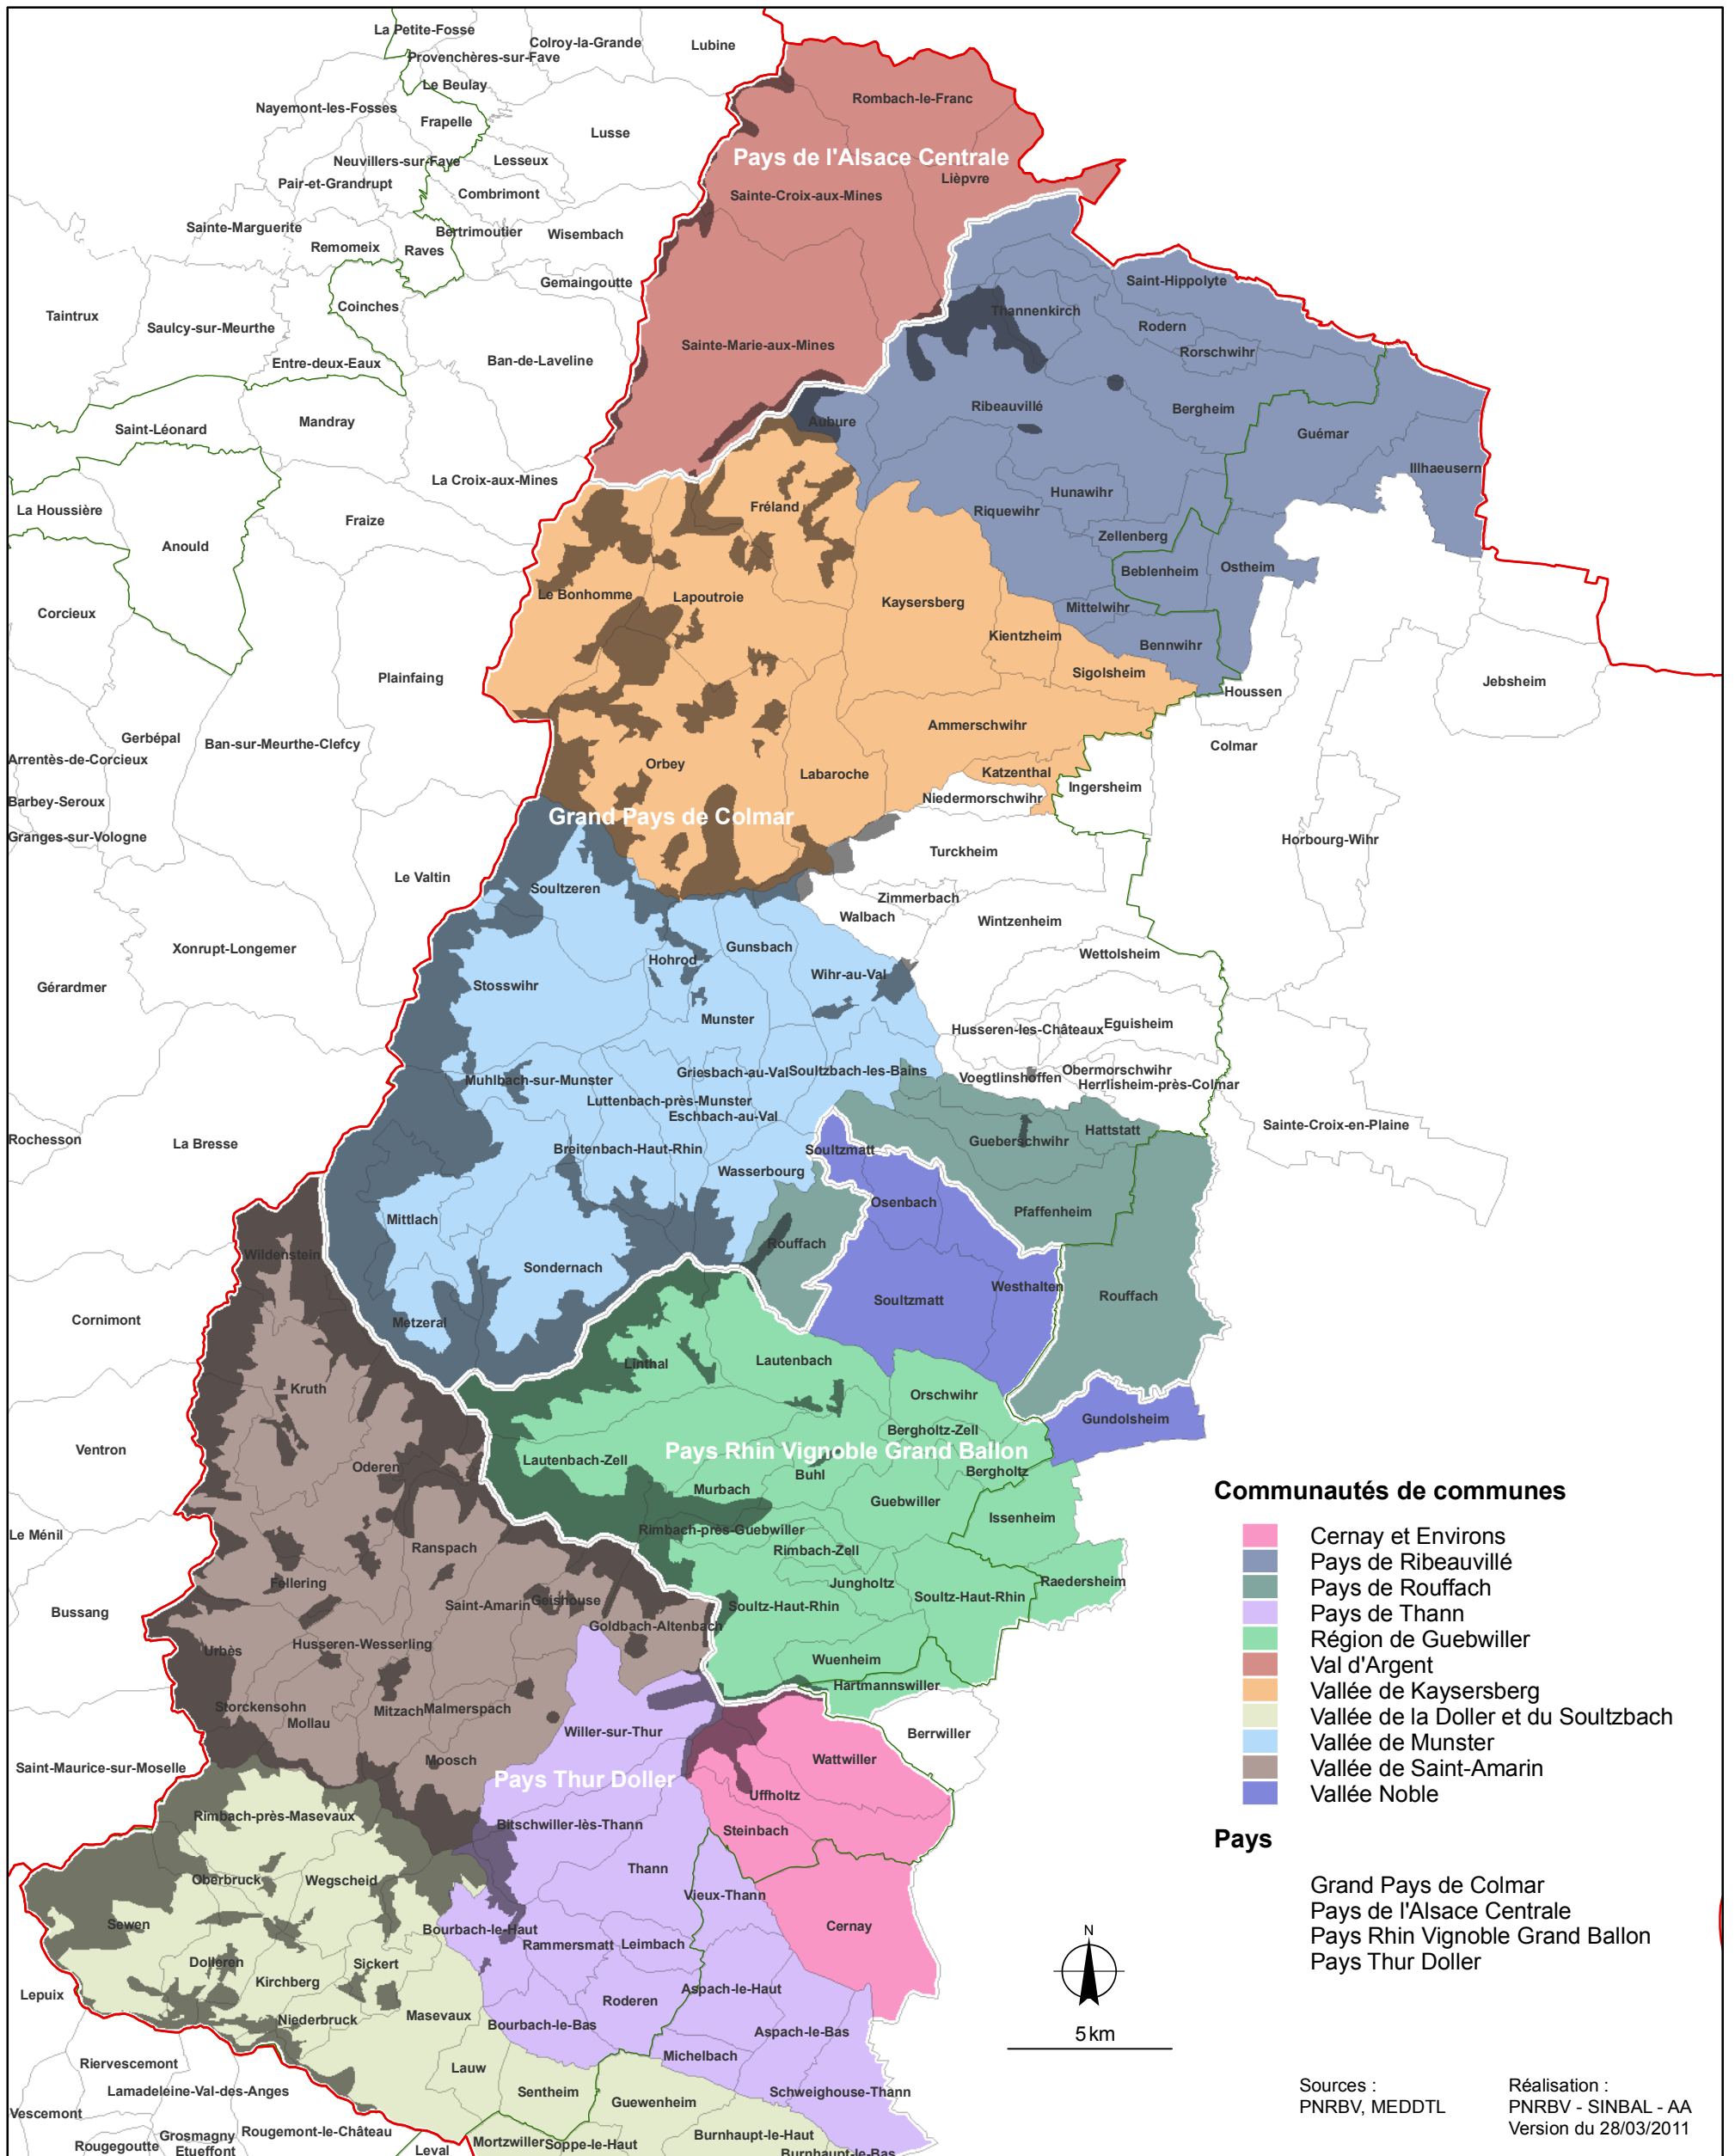 La Petite-Fosse
Colroy-la-Grande
Lubine
Provenchères-sur-Fave
Le Beulay
Nayemont-les-Fosses
Frapelle
Lusse
Rombach-le-Franc
Neuvillers-sur-Fave
Lesseux
Pays de l'Alsace Centrale
Pair-et-Grandrupt
Combrimont
Lièpvre
Sainte-Croix-aux-Mines
Sainte-Marguerite
Bertrimoutier
Wisembach
Remomeix
Raves
Gemaingoutte
Saint-Hippolyte
Coinches
Thannenkirch
Taintrux
Saulcy-sur-Meurthe
Rodern
Sainte-Marie-aux-Mines
Rorschwihr
Entre-deux-Eaux
Ban-de-Laveline
Ribeauvillé
Bergheim
Mandray
Aubure
Saint-Léonard
Guémar
Illhaeusern
La Croix-aux-Mines
Hunawihr
Fréland
La Houssière
Riquewihr
Fraize
Anould
Zellenberg
Beblenheim
Ostheim
Le Bonhomme
Lapoutroie
Kaysersberg
Mittelwihr
Corcieux
Kientzheim
Bennwihr
Sigolsheim
Plainfaing
Jebsheim
Houssen
Ammerschwihr
Gerbépal
Ban-sur-Meurthe-Clefcy
Colmar
Arrentès-de-Corcieux
Orbey
Labaroche
Katzenthal
Ingersheim
Barbey-Seroux
Niedermorschwihr
Grand Pays de Colmar
Granges-sur-Vologne
Horbourg-Wihr
Turckheim
Le Valtin
Soultzeren
Zimmerbach
Walbach
Wintzenheim
Xonrupt-Longemer
Gunsbach
Wettolsheim
Hohrod
Wihr-au-Val
Gérardmer
Stosswihr
Munster
Husseren-les-Châteaux
Eguisheim
Griesbach-au-Val
Soultzbach-les-Bains
Obermorschwihr
Voegtlinshoffen
Muhlbach-sur-Munster
Herrlisheim-près-Colmar
Luttenbach-près-Munster
Eschbach-au-Val
Sainte-Croix-en-Plaine
Hattstatt
Rochesson
La Bresse
Gueberschwihr
Breitenbach-Haut-Rhin
Soultzmatt
Wasserbourg
Osenbach
Pfaffenheim
Mittlach
Rouffach
Wildenstein
Sondernach
Westhalten
Rouffach
Soultzmatt
Cornimont
Metzeral
Linthal
Lautenbach
Kruth
Orschwihr
Gundolsheim
Bergholtz-Zell
Ventron
Pays Rhin Vignoble Grand Ballon
Lautenbach-Zell
Oderen
Buhl
Bergholtz
Murbach
Guebwiller
Issenheim
Le Ménil
Rimbach-près-Guebwiller
Ranspach
Rimbach-Zell
Fellering
Jungholtz
Raedersheim
Soultz-Haut-Rhin
Geishouse
Saint-Amarin
Soultz-Haut-Rhin
Bussang
Goldbach-Altenbach
Husseren-Wesserling
Urbès
Wuenheim
Hartmannswiller
Storckensohn
Mitzach
Malmerspach
Mollau
Willer-sur-Thur
Berrwiller
Moosch
Wattwiller
Saint-Maurice-sur-Moselle
Pays Thur Doller
Uffholtz
Rimbach-près-Masevaux
Bitschwiller-lès-Thann
Steinbach
Thann
Oberbruck
Wegscheid
Vieux-Thann
Sewen
Cernay
Bourbach-le-Haut
Rammersmatt
Leimbach
Dolleren
Sickert
Kirchberg
Aspach-le-Haut
Lepuix
Roderen
Masevaux
Niederbruck
Bourbach-le-Bas
Aspach-le-Bas
Michelbach
Riervescemont
Lauw
Lamadeleine-Val-des-Anges
Sentheim
Schweighouse-Thann
Guewenheim
Vescemont
Rougemont-le-Château
Grosmagny
Burnhaupt-le-Haut
Rougegoutte
Etueffont
Leval
Mortzwiller
Soppe-le-Haut
Burnhaupt-le-Bas
Communautés de communes
Cernay et Environs
Pays de Ribeauvillé
Pays de Rouffach
Pays de Thann
Région de Guebwiller
Val d'Argent
Vallée de Kaysersberg
Vallée de la Doller et du Soultzbach
Vallée de Munster
Vallée de Saint-Amarin
Vallée Noble
Pays
Grand Pays de Colmar
Pays de l'Alsace Centrale
Pays Rhin Vignoble Grand Ballon
Pays Thur Doller
N
5 km
Sources :
PNRBV, MEDDTL
Réalisation :
PNRBV - SINBAL - AA
Version du 28/03/2011